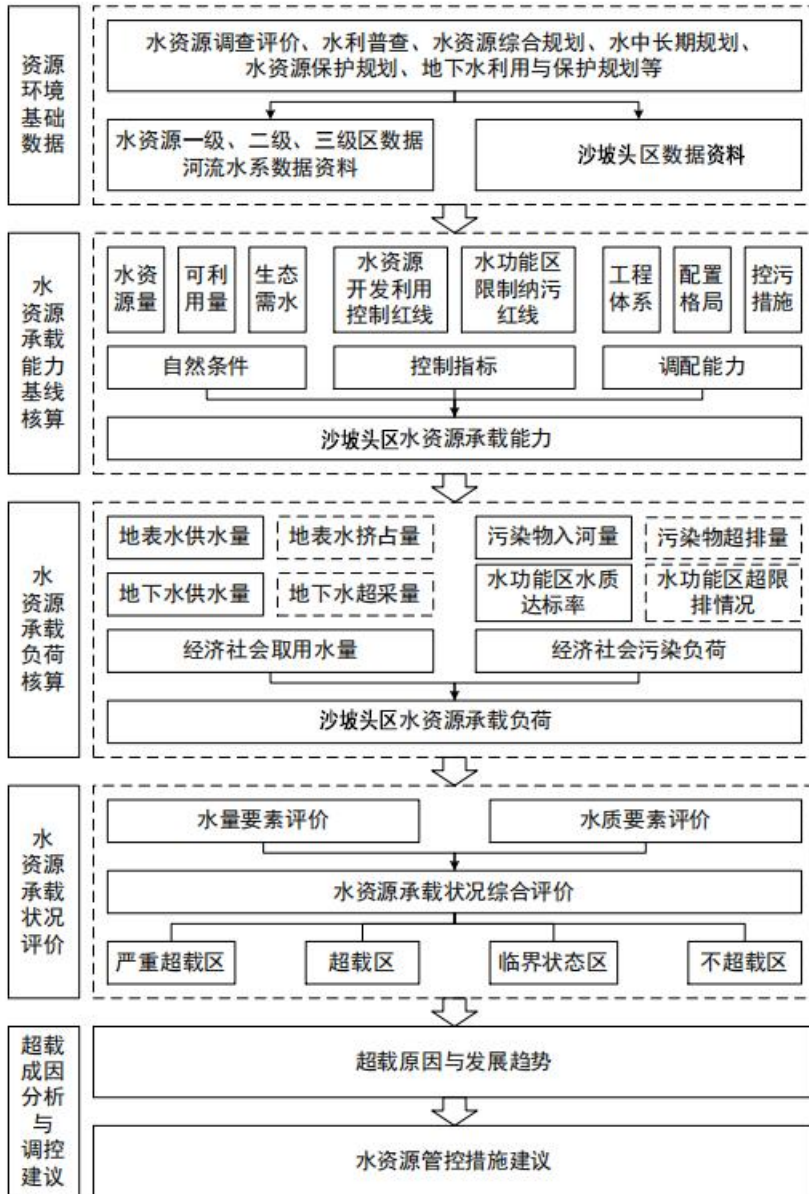 资源
环境
基础
数据
水资源调查评价、水利普查、水资源综合规划、水中长期规划、
水资源保护规划、地下水利用与保护规划等
水资源一级、二级、三级区数据
河流水系数据资料
沙坡头区数据资料
水
资源
承载
能力
基线
核算
水资
源量
可利
用量
生态
需水
水资源
开发利用
控制红线
水功能区
限制纳污
红线
工程
体系
配置
格局
控污
措施
自然条件
控制指标
调配能力
沙坡头区水资源承载能力
水
资源
承载
负荷
核算
地表水供水量
地表水挤占量
污染物入河量
污染物超排量
地下水供水量
地下水超采量
水功能区水质
达标率
水功能区超限
排情况
经济社会取用水量
经济社会污染负荷
沙坡头区水资源承载负荷
水
资源
承载
状况
评价
水量要素评价
水质要素评价
水资源承载状况综合评价
严重超载区
超载区
临界状态区
不超载区
超载
成因
分析
与
调控
建议
超载原因与发展趋势
水资源管控措施建议